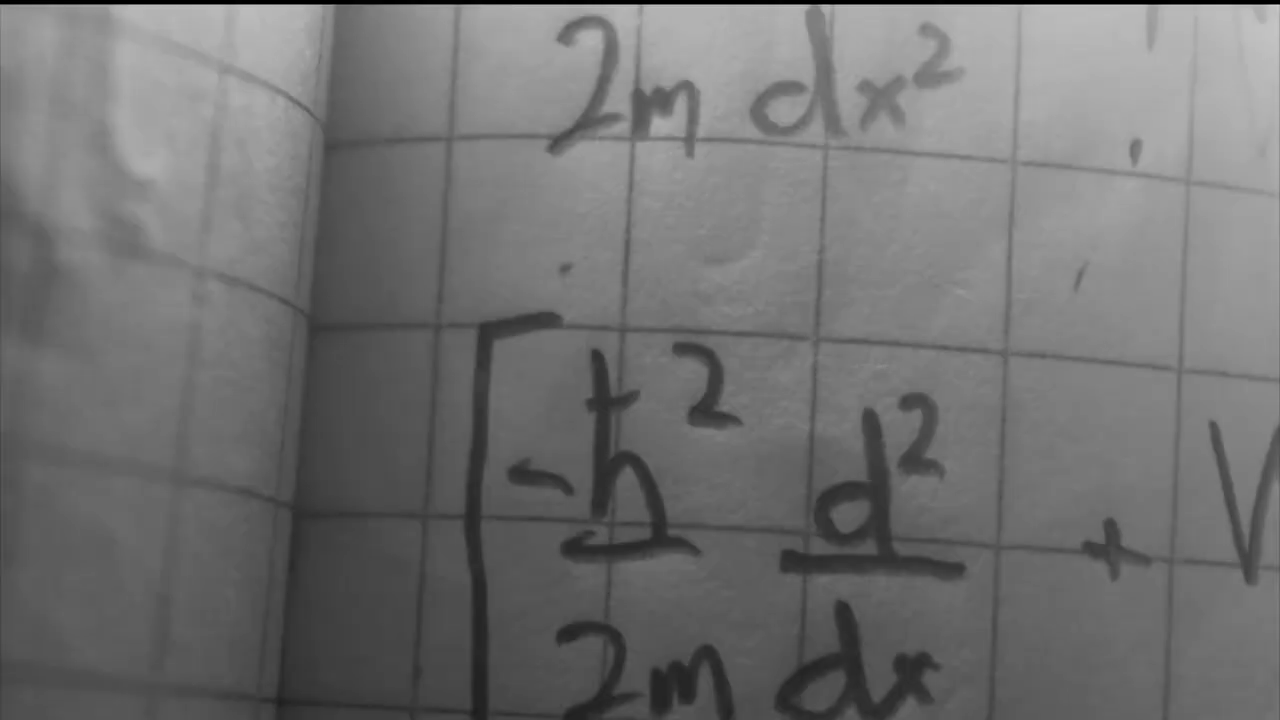 2m dx²
[-ħ² d² + V
2m dx